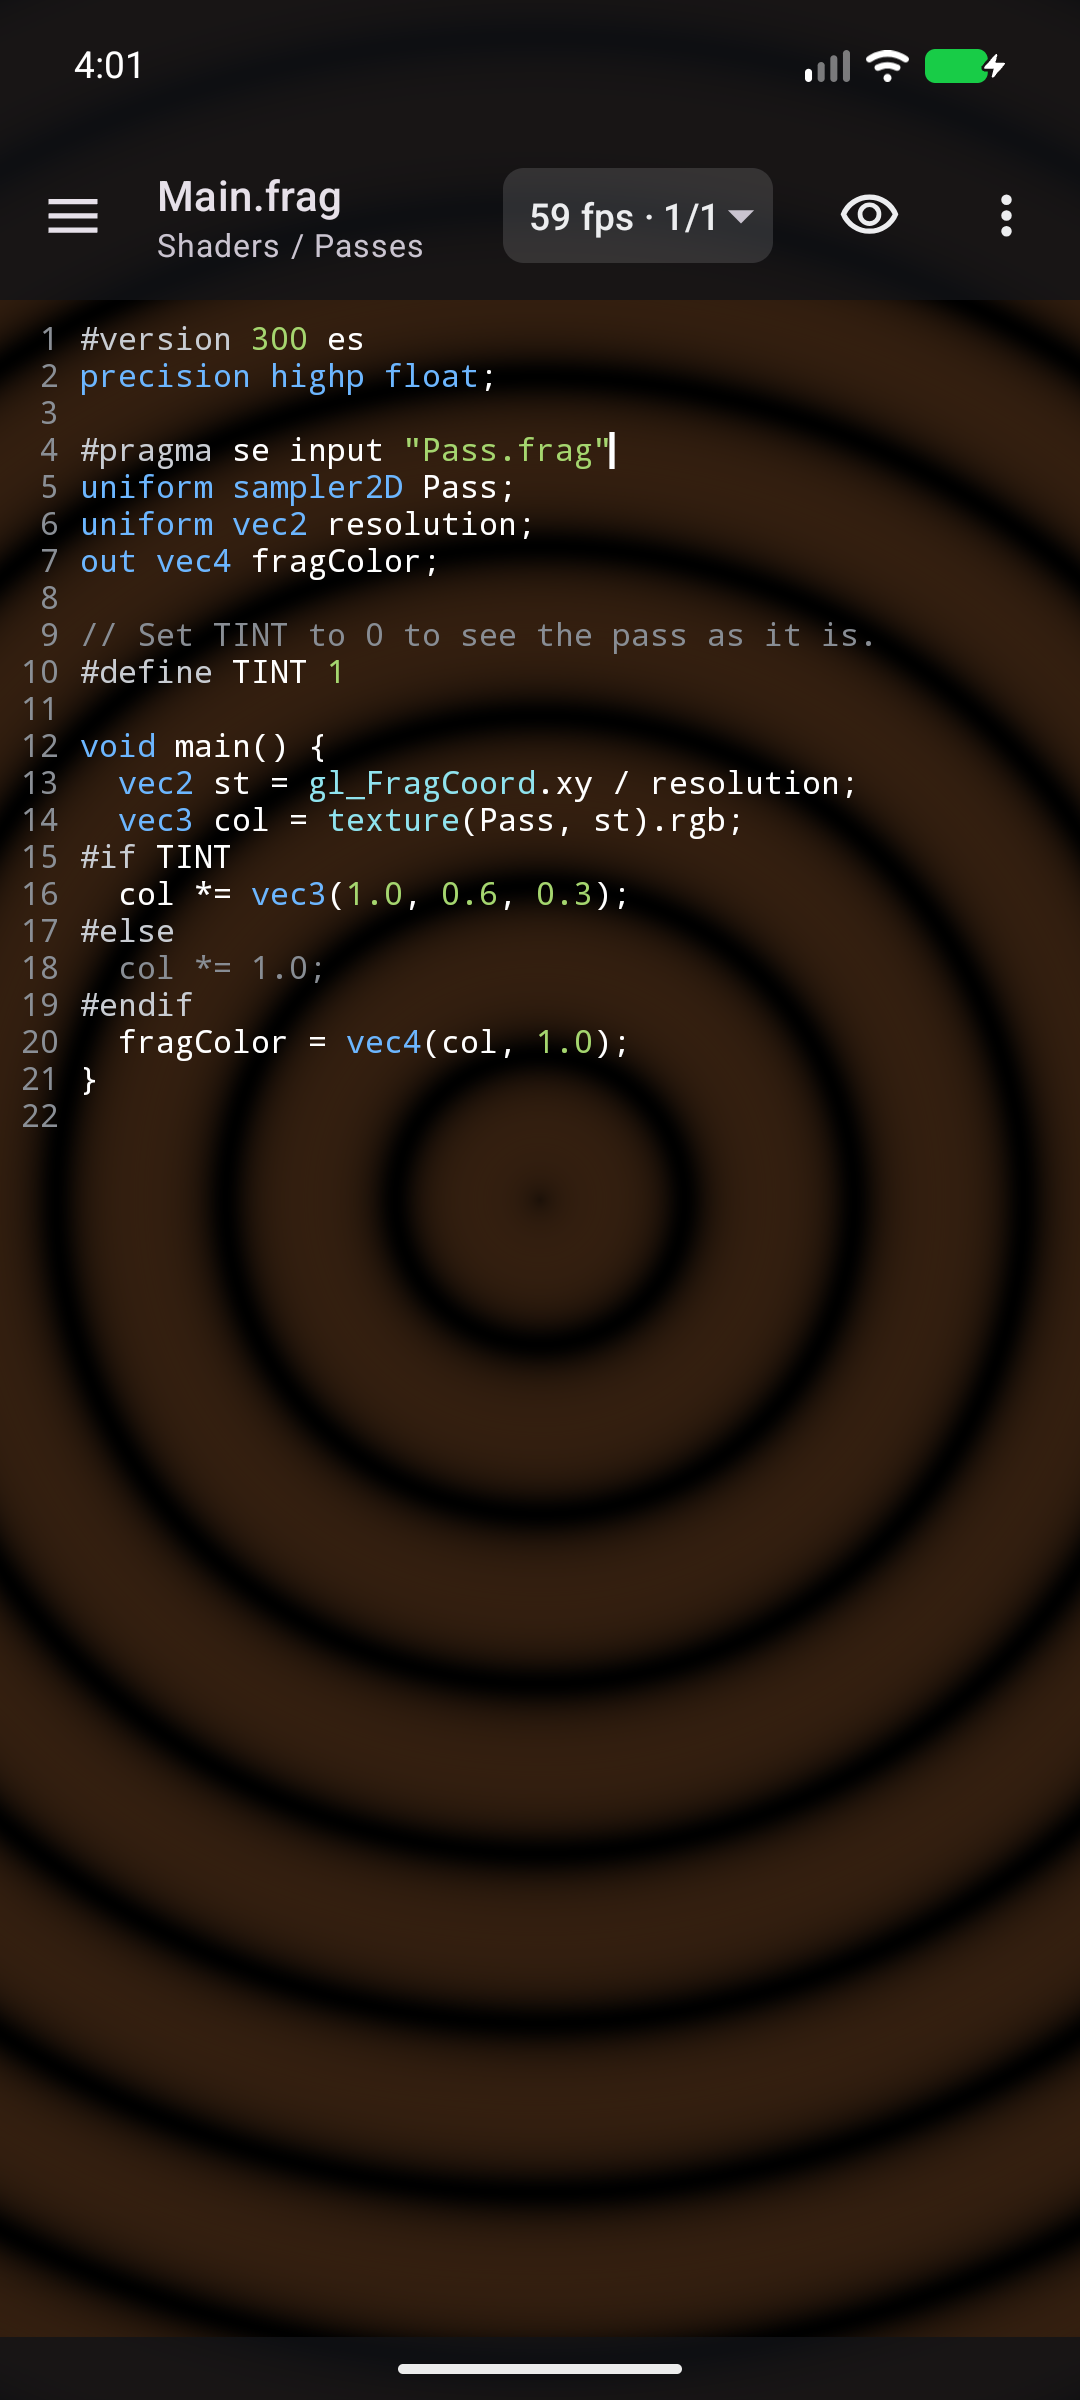 4:01
Main.frag
Shaders / Passes
59 fps · 1/1
1 #version 300 es
2 precision highp float;
3
4 #pragma se input "Pass.frag"
5 uniform sampler2D Pass;
6 uniform vec2 resolution;
7 out vec4 fragColor;
8
9 // Set TINT to 0 to see the pass as it is.
10 #define TINT 1
11
12 void main() {
13   vec2 st = gl_FragCoord.xy / resolution;
14   vec3 col = texture(Pass, st).rgb;
15 #if TINT
16   col *= vec3(1.0, 0.6, 0.3);
17 #else
18   col *= 1.0;
19 #endif
20   fragColor = vec4(col, 1.0);
21 }
22